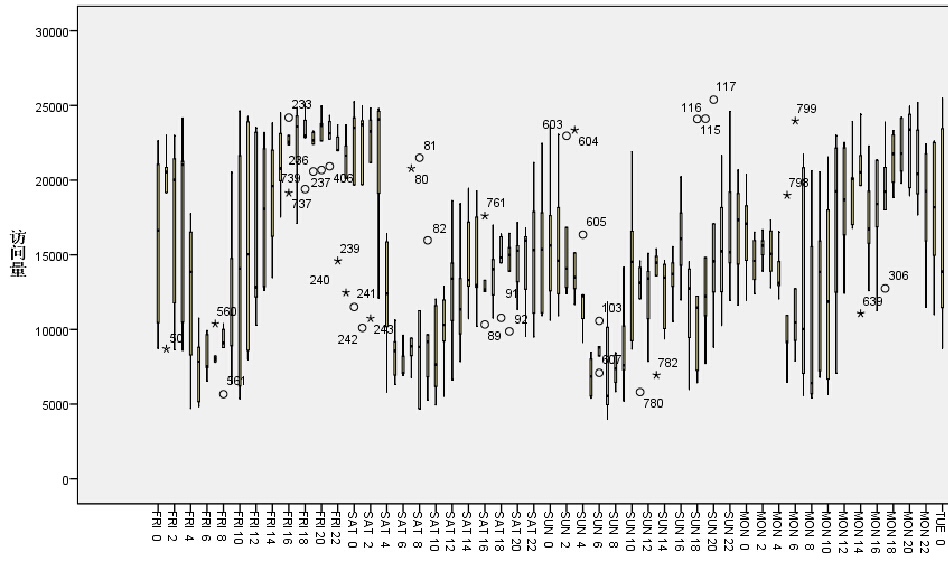 30000
25000
20000
15000
10000
5000
0
访问量
117
116
115
799
233
603
604
81
80
236
739
237
406
737
798
761
605
82
239
240
241
242
243
91
92
89
103
607
306
639
50
560
561
782
780
FRI 0
FRI 2
FRI 4
FRI 6
FRI 8
FRI 10
FRI 12
FRI 14
FRI 16
FRI 18
FRI 20
FRI 22
SAT 0
SAT 2
SAT 4
SAT 6
SAT 8
SAT 10
SAT 12
SAT 14
SAT 16
SAT 18
SAT 20
SAT 22
SUN 0
SUN 2
SUN 4
SUN 6
SUN 8
SUN 10
SUN 12
SUN 14
SUN 16
SUN 18
SUN 20
SUN 22
MON 0
MON 2
MON 4
MON 6
MON 8
MON 10
MON 12
MON 14
MON 16
MON 18
MON 20
MON 22
TUE 0